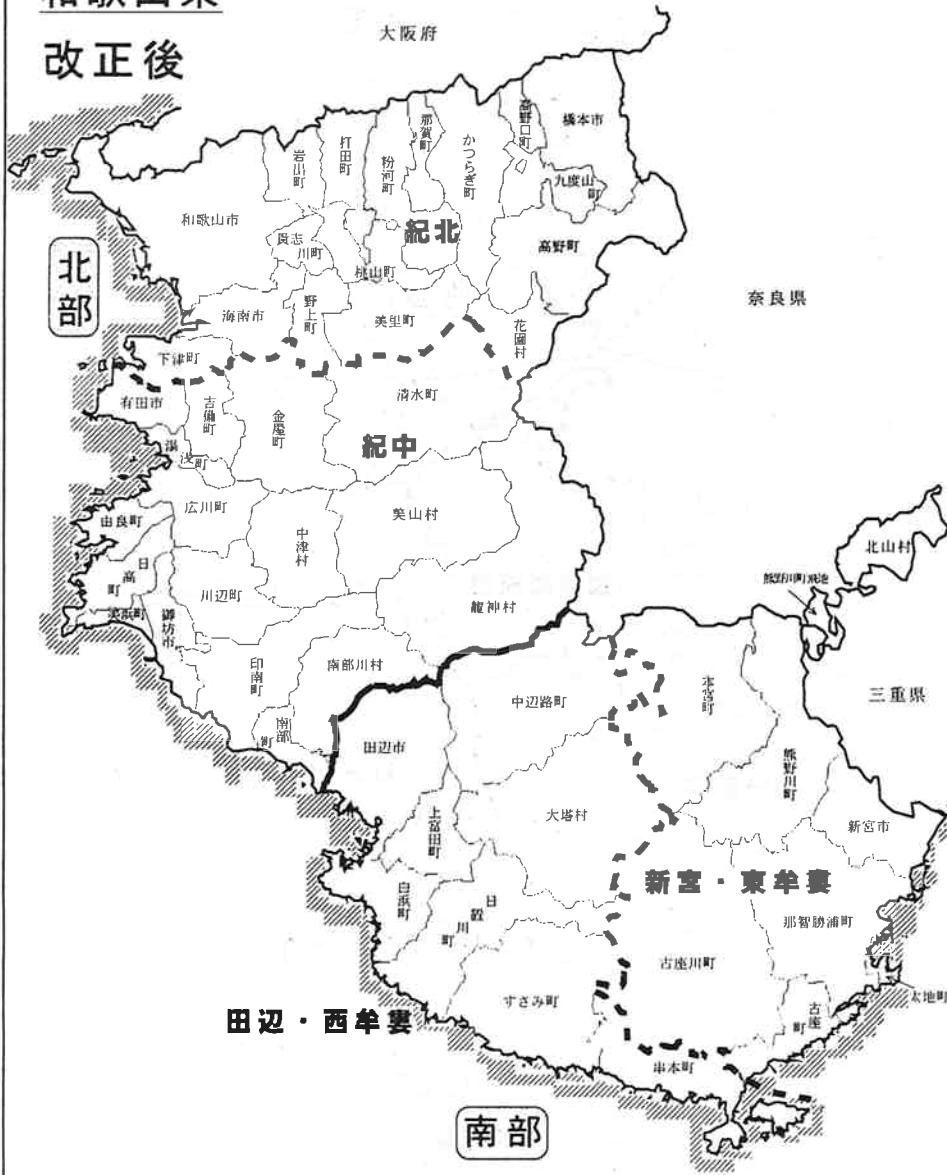 和歌山県
改正後
大阪府
奈良県
三重県
北部
南部
紀北
紀中
田辺・西牟婁
新宮・東牟婁
和歌山市
岩出町
打田町
粉河町
那賀町
かつらぎ町
高野口町
橋本市
九度山町
高野町
貴志川町
桃山町
海南市
野上町
美里町
花園村
下津町
有田市
吉備町
金屋町
清水町
湯浅町
広川町
由良町
日高町
美浜町
御坊市
川辺町
中津村
美山村
龍神村
印南町
南部川村
南部町
田辺市
中辺路町
本宮町
大塔村
上富田町
白浜町
日置川町
すさみ町
串本町
古座川町
古座町
熊野川町
新宮市
那智勝浦町
太地町
北山村
熊野川町飛地